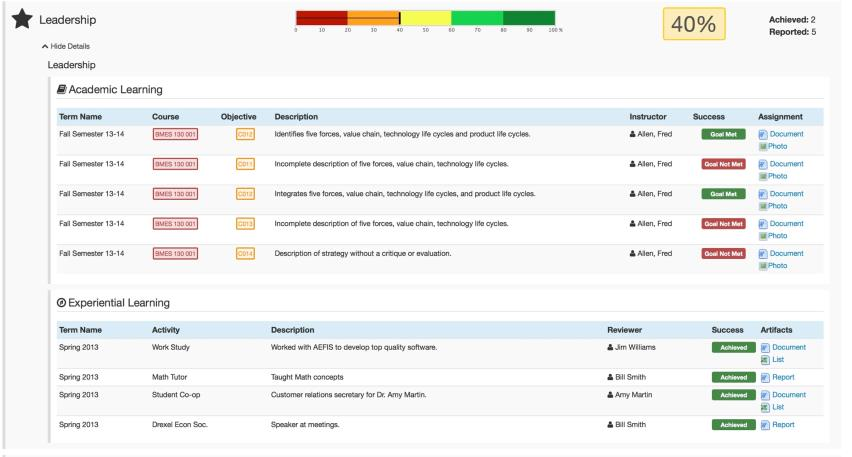 Leadership
0 10 20 30 40 50 60 70 80 90 100 %
40%
Achieved: 2
Reported: 5
Hide Details
Leadership
Academic Learning
Term Name Course Objective Description Instructor Success Assignment
Fall Semester 13-14 BMES 130 001 C012 Identifies five forces, value chain, technology life cycles and product life cycles. Allen, Fred Goal Met Document
Photo
Fall Semester 13-14 BMES 130 001 C011 Incomplete description of five forces, value chain, technology life cycles. Allen, Fred Goal Not Met Document
Photo
Fall Semester 13-14 BMES 130 001 C012 Integrates five forces, value chain, technology life cycles, and product life cycles. Allen, Fred Goal Met Document
Photo
Fall Semester 13-14 BMES 130 001 C013 Incomplete description of five forces, value chain, technology life cycles. Allen, Fred Goal Not Met Document
Photo
Fall Semester 13-14 BMES 130 001 C014 Description of strategy without a critique or evaluation. Allen, Fred Goal Not Met Document
Photo
Experiential Learning
Term Name Activity Description Reviewer Success Artifacts
Spring 2013 Work Study Worked with AEFIS to develop top quality software. Jim Williams Achieved Document
List
Spring 2013 Math Tutor Taught Math concepts Bill Smith Achieved Report
Spring 2013 Student Co-op Customer relations secretary for Dr. Amy Martin. Amy Martin Achieved Document
List
Spring 2013 Drexel Econ Soc. Speaker at meetings. Bill Smith Achieved Report